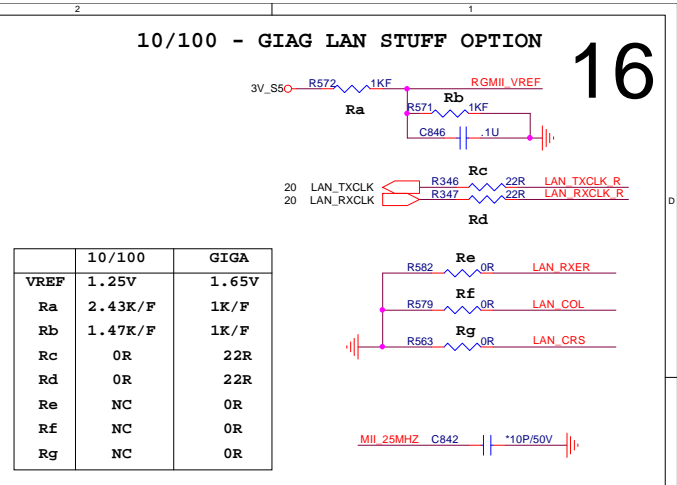 2 1
10/100 - GIAG LAN STUFF OPTION
16
3V_S5 R572 1KF RGMII_VREF
Ra
Rb
R571 1KF
C846 .1U
Rc
20 LAN_TXCLK R346 22R LAN_TXCLK_R
20 LAN_RXCLK R347 22R LAN_RXCLK_R
Rd
D
Re
R582 0R LAN_RXER
Rf
R579 0R LAN_COL
Rg
R563 0R LAN_CRS
10/100 GIGA
VREF 1.25V 1.65V
Ra 2.43K/F 1K/F
Rb 1.47K/F 1K/F
Rc 0R 22R
Rd 0R 22R
Re NC 0R
Rf NC 0R
Rg NC 0R
MII_25MHZ C842 *10P/50V